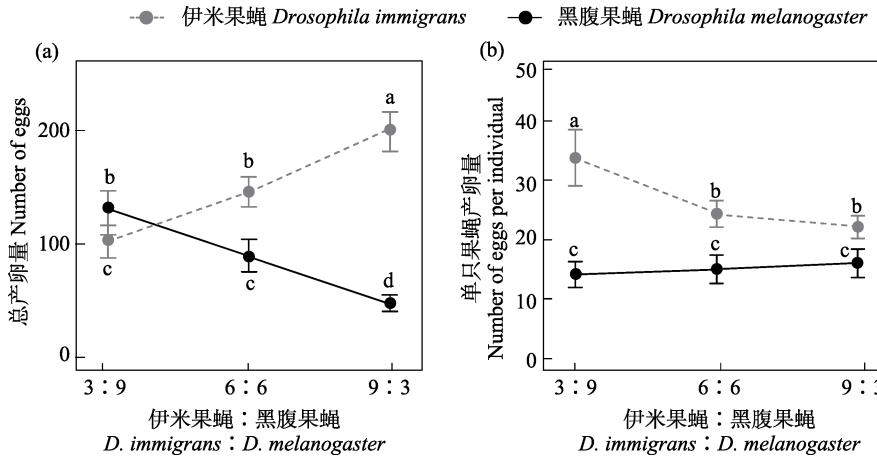 伊米果蝇 Drosophila immigrans 黑腹果蝇 Drosophila melanogaster
(a)
总产卵量 Number of eggs
200
100
0
a
b
b
c
c
d
3∶9 6∶6 9∶3
伊米果蝇∶黑腹果蝇
D. immigrans∶D. melanogaster
(b)
单只果蝇产卵量
Number of eggs per individual
50
40
30
20
10
0
a
b
b
c
c
c
3∶9 6∶6 9∶3
伊米果蝇∶黑腹果蝇
D. immigrans∶D. melanogaster